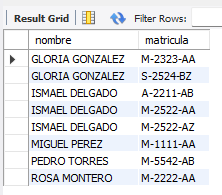 Result Grid Filter Rows:
nombre matricula
GLORIA GONZALEZ M-2323-AA
GLORIA GONZALEZ S-2524-BZ
ISMAEL DELGADO A-2211-AB
ISMAEL DELGADO M-2522-AA
ISMAEL DELGADO M-2522-AZ
MIGUEL PEREZ M-1111-AA
PEDRO TORRES M-5542-AB
ROSA MONTERO M-2222-AA